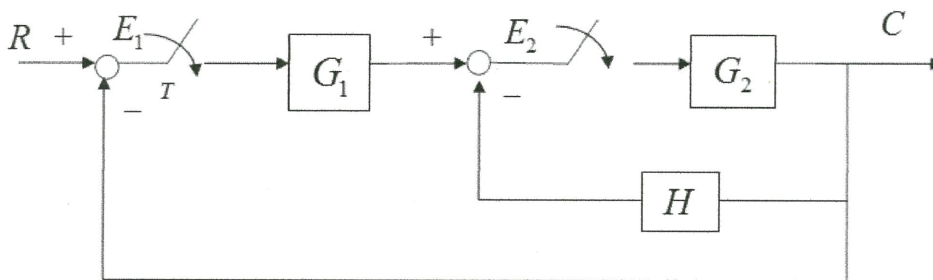 R + E₁ + E₂ C
T G₁ G₂
− −
H